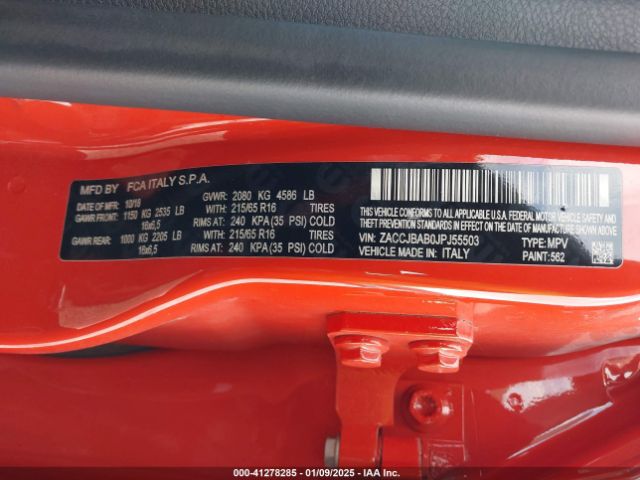 MFD BY FCA ITALY S.P.A.
DATE: 10/18 GVWR: 2080 KG 4586 LB
GAWR FRONT: 1150 KG 2535 LB WITH: 215/65 R16 TIRES
16x6,5 RIMS AT: 240 KPA(35 PSI) COLD
GAWR REAR: 1000 KG 2205 LB WITH: 215/65 R16 TIRES
16x6,5 RIMS AT: 240 KPA(35 PSI) COLD
THIS VEHICLE CONFORMS TO ALL APPLICABLE U.S.A. FEDERAL MOTOR VEHICLE SAFETY, BUMPER AND
THEFT PREVENTION STANDARDS IN EFFECT ON THE DATE OF MANUFACTURE SHOWN ABOVE.
VIN: ZACCJBAB0JPJ55503 TYPE: MPV
VEHICLE MADE IN: ITALY PAINT: 562
000-41278285 - 01/09/2025 - IAA Inc.